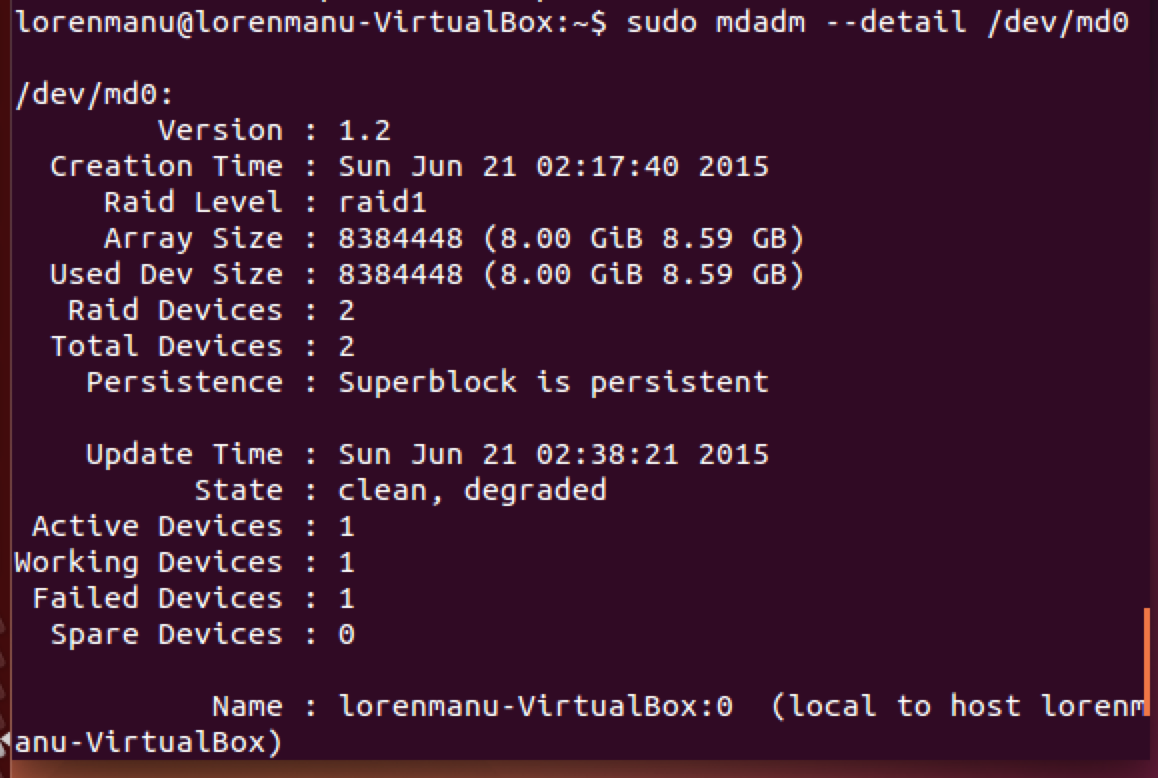 lorenmanu@lorenmanu-VirtualBox:~$ sudo mdadm --detail /dev/md0
/dev/md0:
Version : 1.2
Creation Time : Sun Jun 21 02:17:40 2015
Raid Level : raid1
Array Size : 8384448 (8.00 GiB 8.59 GB)
Used Dev Size : 8384448 (8.00 GiB 8.59 GB)
Raid Devices : 2
Total Devices : 2
Persistence : Superblock is persistent
Update Time : Sun Jun 21 02:38:21 2015
State : clean, degraded
Active Devices : 1
Working Devices : 1
Failed Devices : 1
Spare Devices : 0
Name : lorenmanu-VirtualBox:0  (local to host lorenm
anu-VirtualBox)